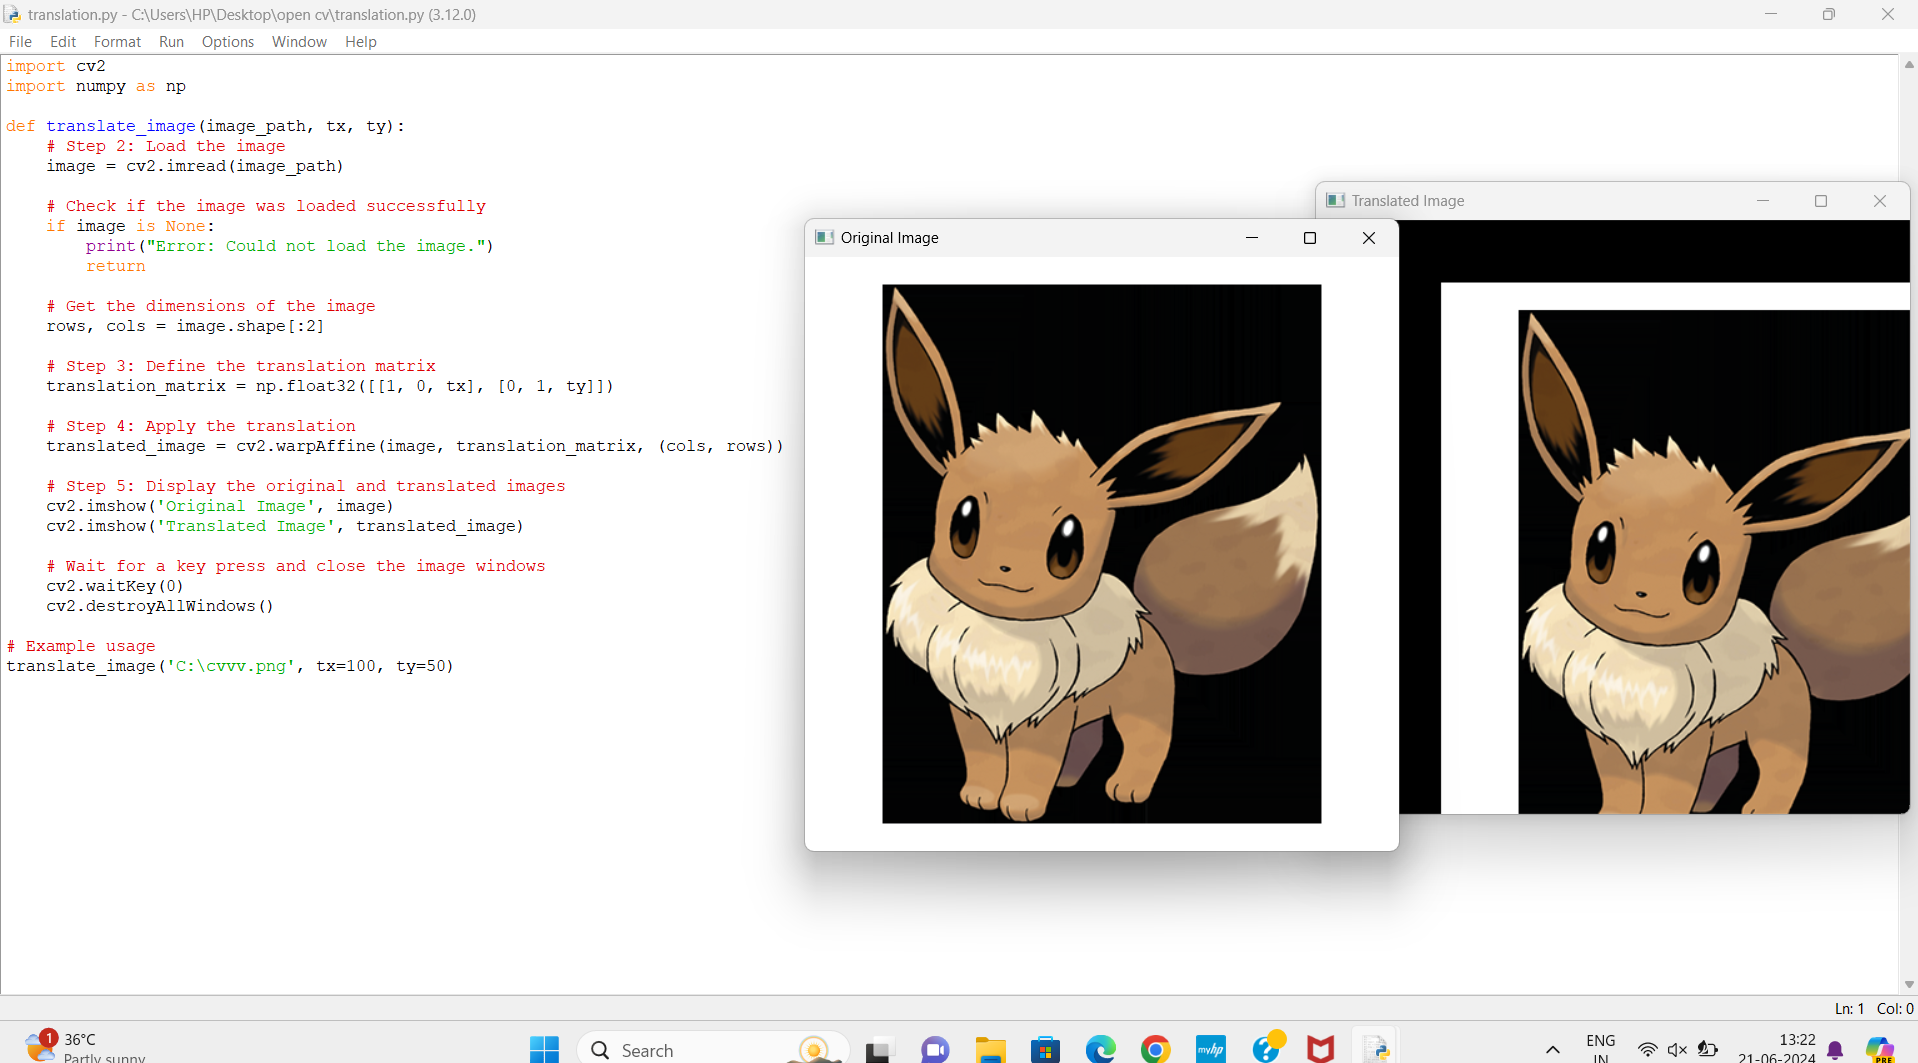 translation.py - C:\Users\HP\Desktop\open cv\translation.py (3.12.0)
File Edit Format Run Options Window Help
import cv2
import numpy as np
def translate_image(image_path, tx, ty):
    # Step 2: Load the image
    image = cv2.imread(image_path)
    # Check if the image was loaded successfully
    if image is None:
        print("Error: Could not load the image.")
        return
    # Get the dimensions of the image
    rows, cols = image.shape[:2]
    # Step 3: Define the translation matrix
    translation_matrix = np.float32([[1, 0, tx], [0, 1, ty]])
    # Step 4: Apply the translation
    translated_image = cv2.warpAffine(image, translation_matrix, (cols, rows))
    # Step 5: Display the original and translated images
    cv2.imshow('Original Image', image)
    cv2.imshow('Translated Image', translated_image)
    # Wait for a key press and close the image windows
    cv2.waitKey(0)
    cv2.destroyAllWindows()
# Example usage
translate_image('C:\cvvv.png', tx=100, ty=50)
Translated Image
Original Image
Ln: 1 Col: 0
1
36°C
Partly sunny
Search
myhp
ENG
IN
13:22
21-06-2024
PRE